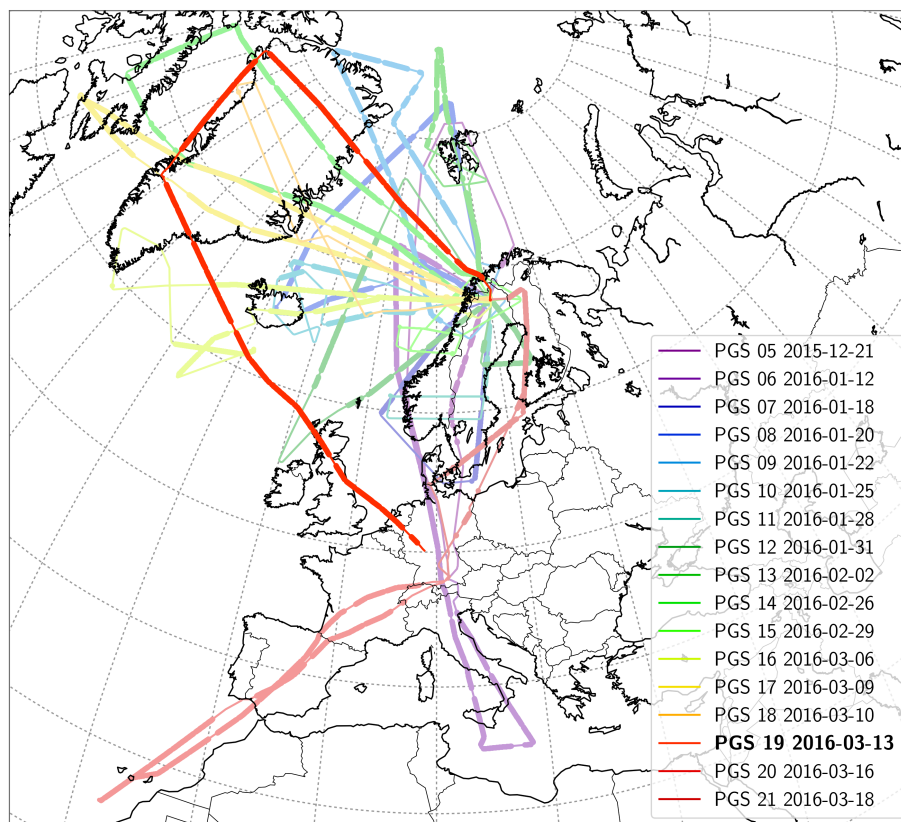 PGS 05 2015-12-21
PGS 06 2016-01-12
PGS 07 2016-01-18
PGS 08 2016-01-20
PGS 09 2016-01-22
PGS 10 2016-01-25
PGS 11 2016-01-28
PGS 12 2016-01-31
PGS 13 2016-02-02
PGS 14 2016-02-26
PGS 15 2016-02-29
PGS 16 2016-03-06
PGS 17 2016-03-09
PGS 18 2016-03-10
PGS 19 2016-03-13
PGS 20 2016-03-16
PGS 21 2016-03-18